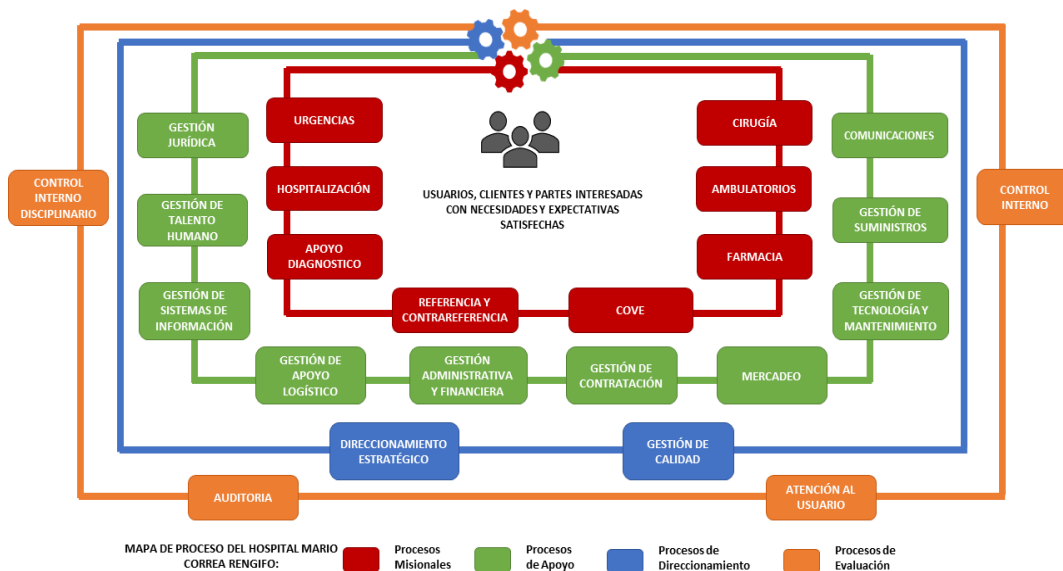 URGENCIAS
CIRUGÍA
GESTIÓN
JURÍDICA
COMUNICACIONES
CONTROL
INTERNO
DISCIPLINARIO
HOSPITALIZACIÓN
USUARIOS, CLIENTES Y PARTES INTERESADAS
CON NECESIDADES Y EXPECTATIVAS
SATISFECHAS
AMBULATORIOS
CONTROL
INTERNO
GESTIÓN DE
TALENTO
HUMANO
GESTIÓN DE
SUMINISTROS
APOYO
DIAGNOSTICO
FARMACIA
GESTIÓN DE
SISTEMAS DE
INFORMACIÓN
REFERENCIA Y
CONTRAREFERENCIA
COVE
GESTIÓN DE
TECNOLOGÍA Y
MANTENIMIENTO
GESTIÓN DE
APOYO
LOGÍSTICO
GESTIÓN
ADMINISTRATIVA
Y FINANCIERA
GESTIÓN DE
CONTRATACIÓN
MERCADEO
DIRECCIONAMIENTO
ESTRATÉGICO
GESTIÓN DE
CALIDAD
AUDITORIA
ATENCIÓN AL
USUARIO
MAPA DE PROCESO DEL HOSPITAL MARIO
CORREA RENGIFO:
Procesos
Misionales
Procesos
de Apoyo
Procesos de
Direccionamiento
Procesos de
Evaluación